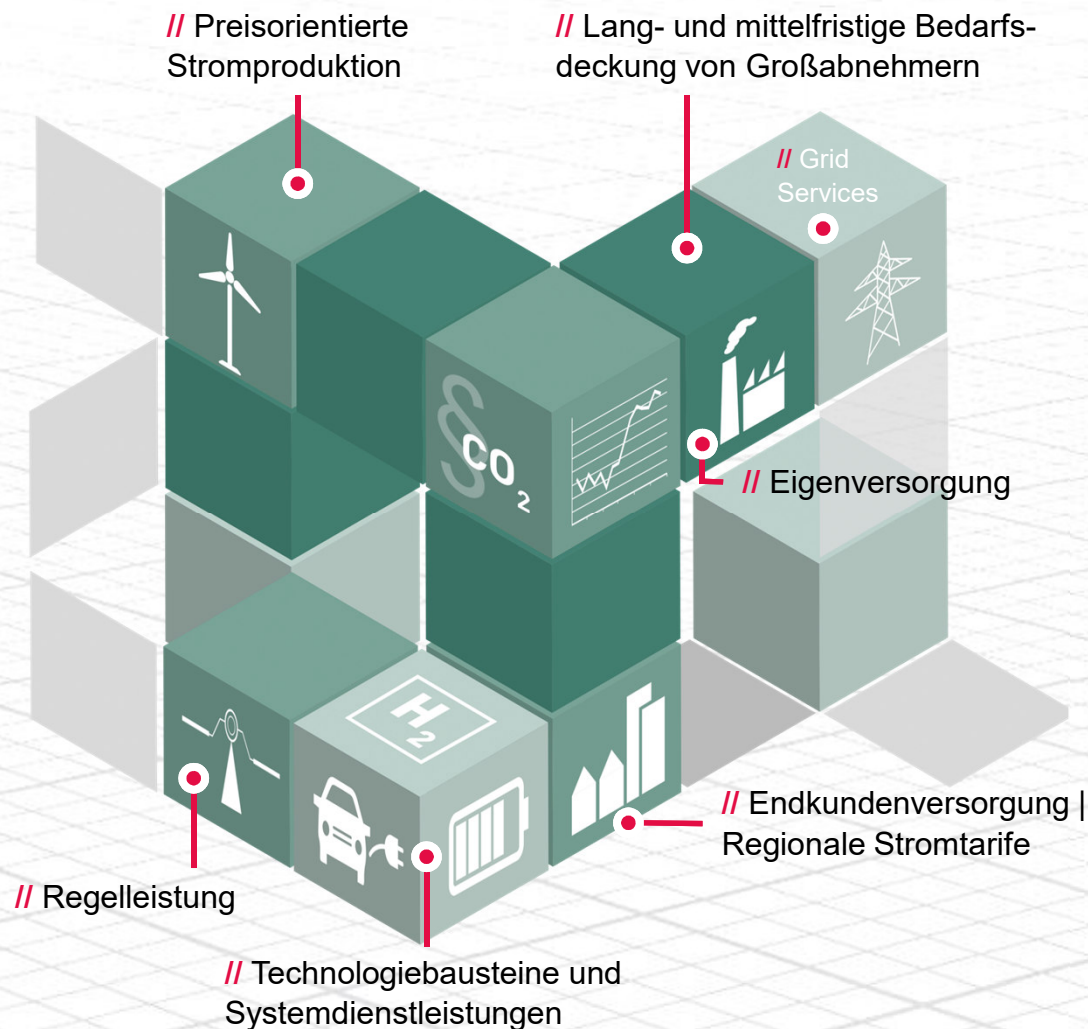 // Preisorientierte
Stromproduktion
// Lang- und mittelfristige Bedarfs-
deckung von Großabnehmern
// Grid
Services
§
CO₂
// Eigenversorgung
H₂
// Endkundenversorgung |
Regionale Stromtarife
// Regelleistung
// Technologiebausteine und
Systemdienstleistungen